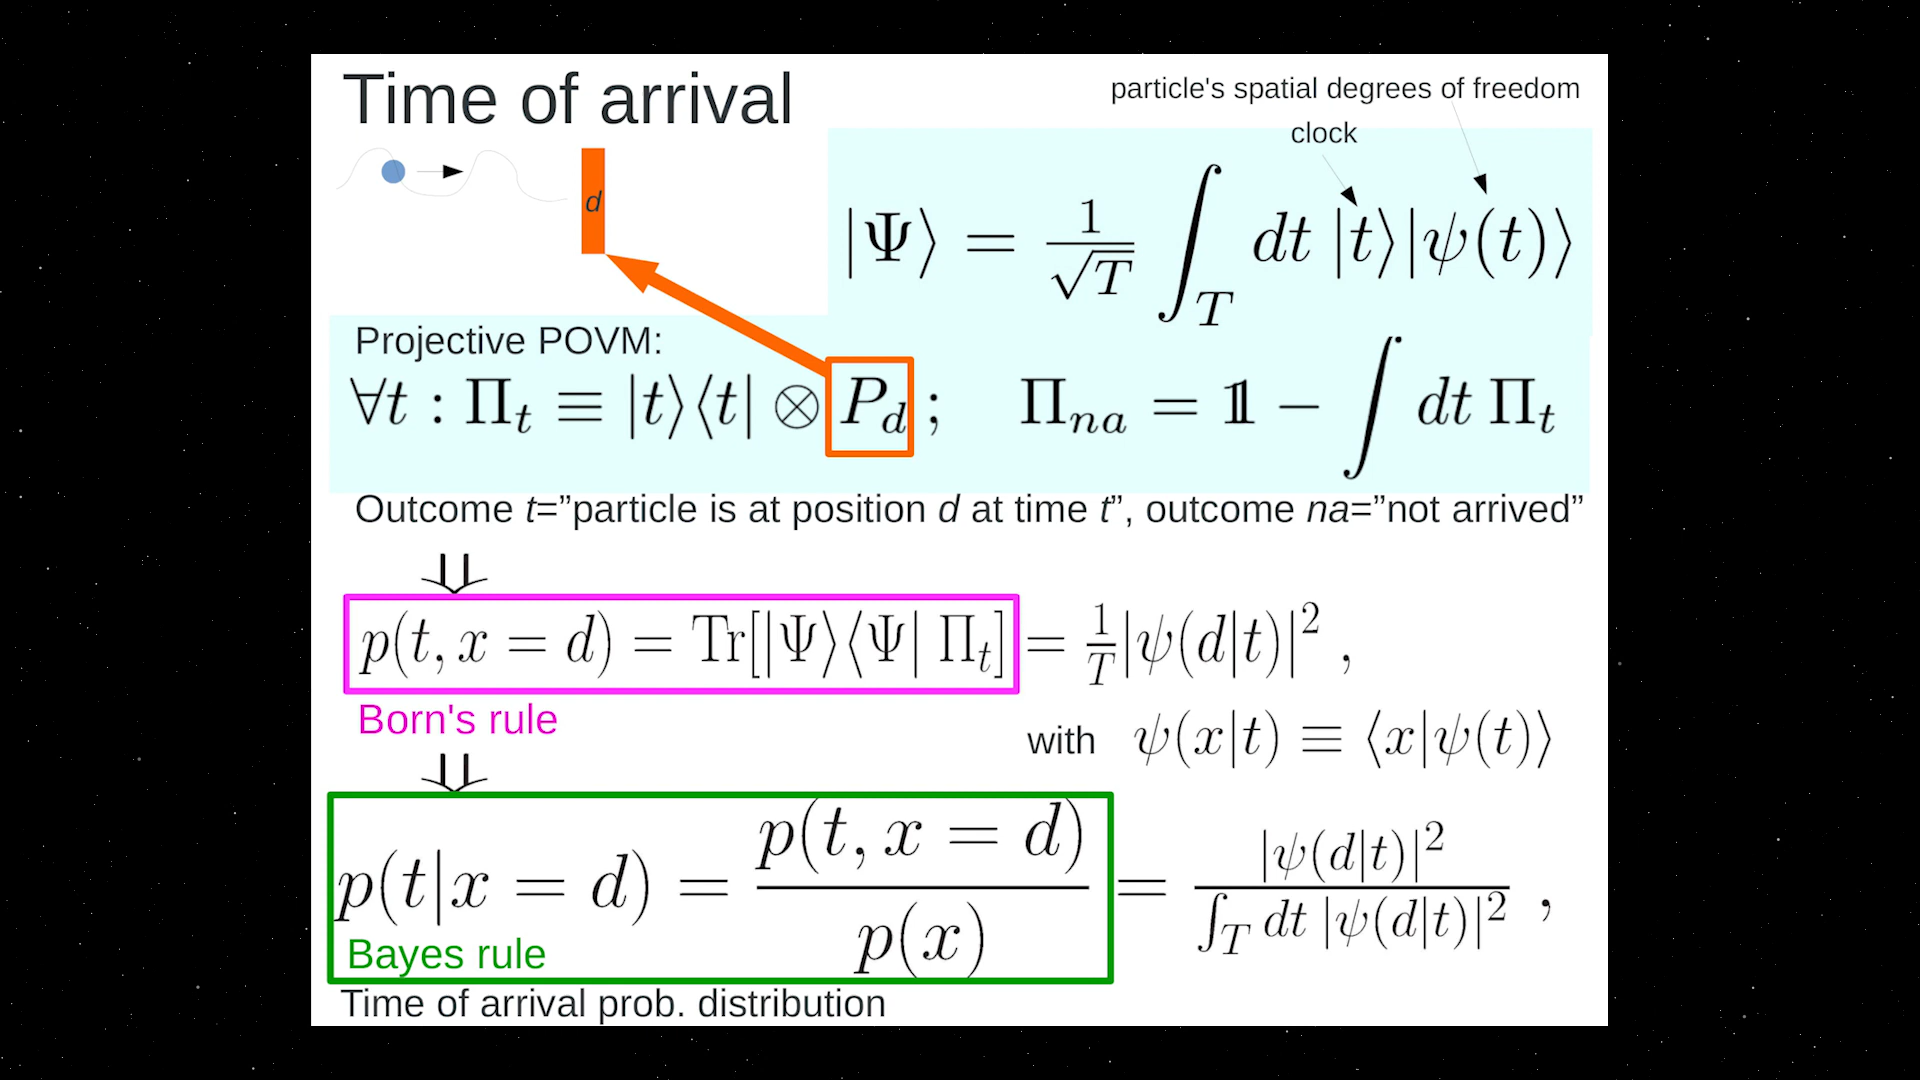 Time of arrival
particle's spatial degrees of freedom
clock
d
|Ψ⟩ = 1/√T ∫_T dt |t⟩|ψ(t)⟩
Projective POVM:
∀t : Π_t ≡ |t⟩⟨t| ⊗ P_d ; Π_na = 𝟙 − ∫ dt Π_t
Outcome t=”particle is at position d at time t”, outcome na=”not arrived”
⇓
p(t, x = d) = Tr[|Ψ⟩⟨Ψ| Π_t] = 1/T |ψ(d|t)|² ,
Born's rule
with ψ(x|t) ≡ ⟨x|ψ(t)⟩
⇓
p(t|x = d) = p(t, x = d) / p(x) = |ψ(d|t)|² / ∫_T dt |ψ(d|t)|² ,
Bayes rule
Time of arrival prob. distribution